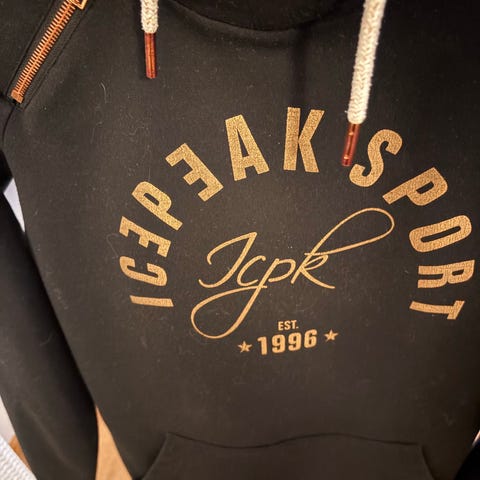 ICEPEAK SPORT
Icpk
EST.
★ 1996 ★